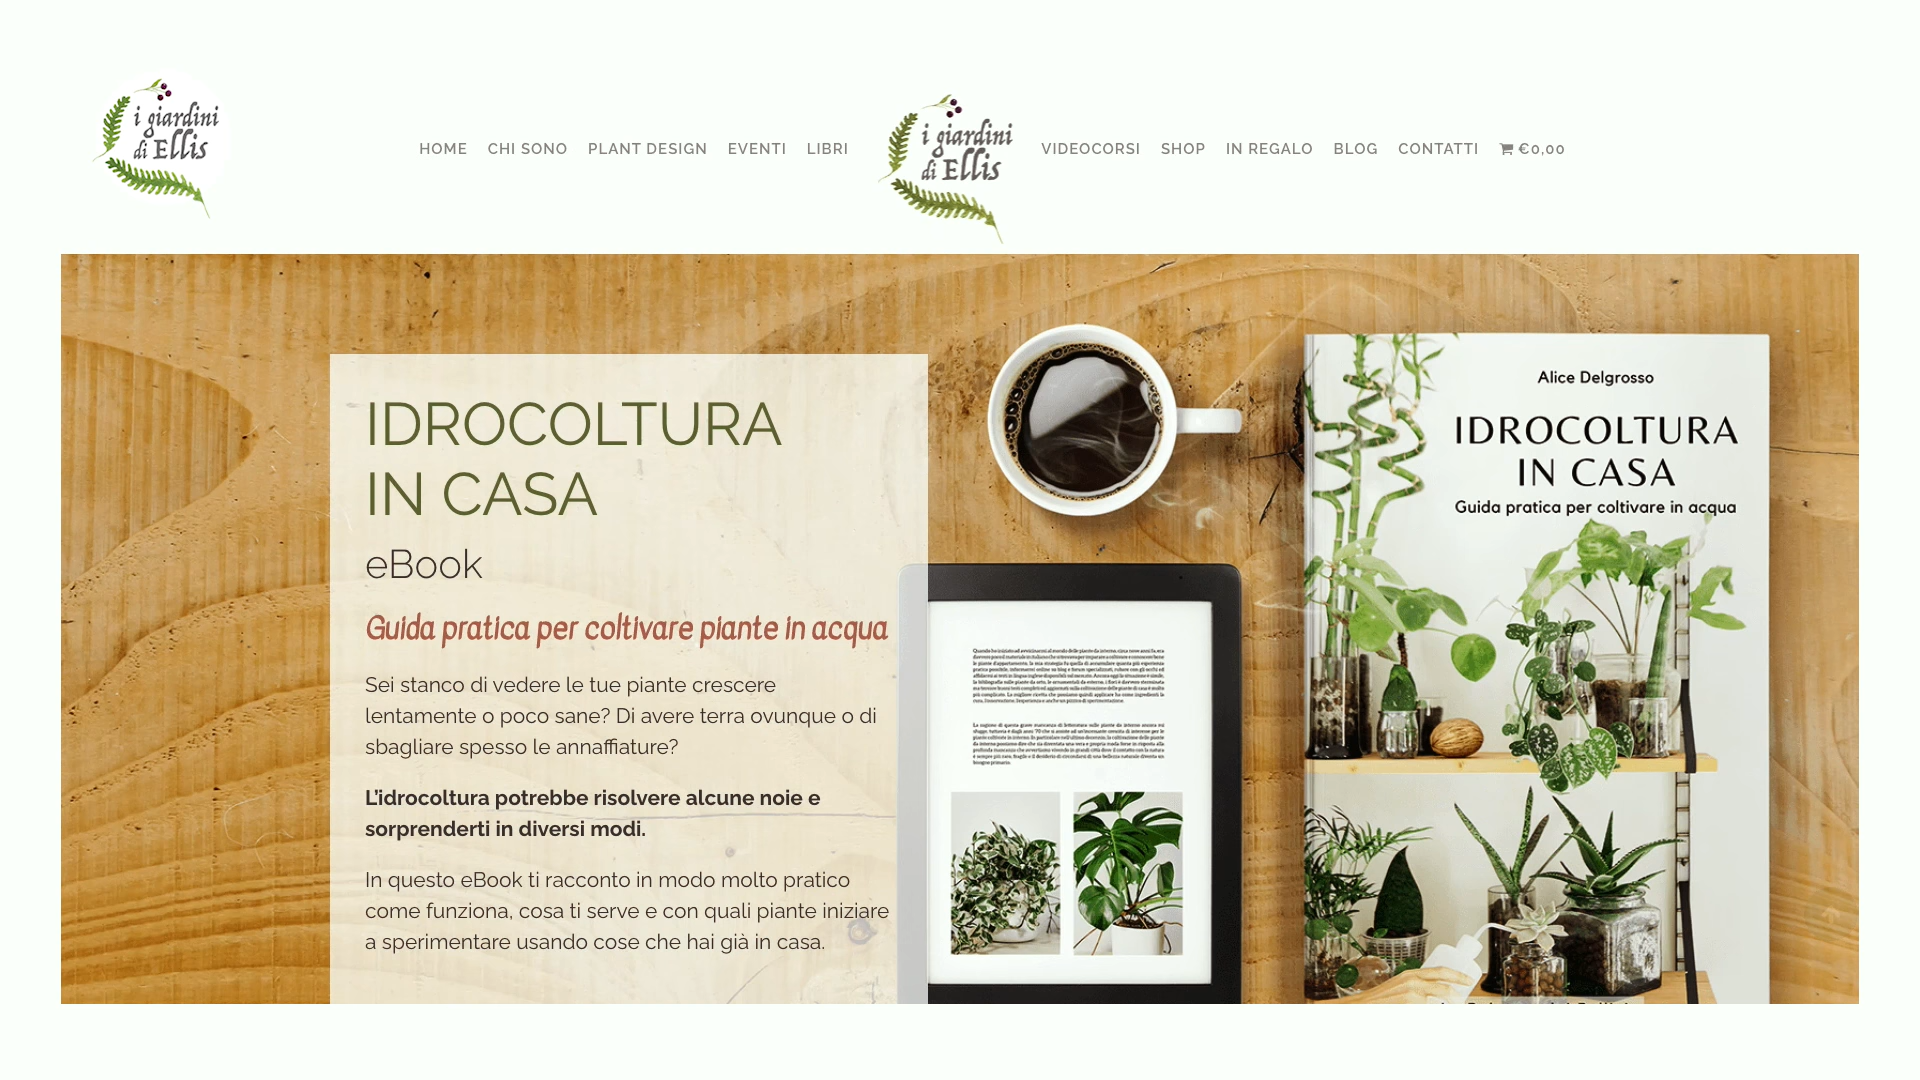 i giardini
di Ellis
HOME CHI SONO PLANT DESIGN EVENTI LIBRI
i giardini
di Ellis
VIDEOCORSI SHOP IN REGALO BLOG CONTATTI €0,00
IDROCOLTURA
IN CASA
eBook
Guida pratica per coltivare piante in acqua
Sei stanco di vedere le tue piante crescere
lentamente o poco sane? Di avere terra ovunque o di
sbagliare spesso le annaffiature?
L'idrocoltura potrebbe risolvere alcune noie e
sorprenderti in diversi modi.
In questo eBook ti racconto in modo molto pratico
come funziona, cosa ti serve e con quali piante iniziare
a sperimentare usando cose che hai già in casa.
Alice Delgrosso
IDROCOLTURA
IN CASA
Guida pratica per coltivare in acqua